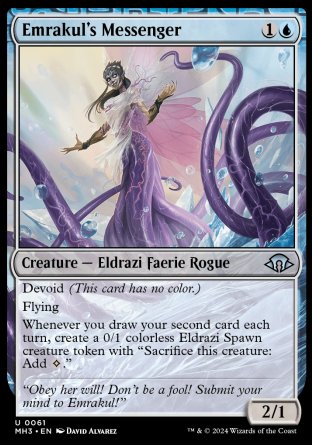 Emrakul's Messenger 1
Creature — Eldrazi Faerie Rogue
Devoid (This card has no color.)
Flying
Whenever you draw your second card each
turn, create a 0/1 colorless Eldrazi Spawn
creature token with "Sacrifice this creature:
Add ."
"Obey her will! Don't be a fool! Submit your
mind to Emrakul!"
2/1
U 0061
MH3 • EN DAVID ALVAREZ
™ & © 2024 Wizards of the Coast